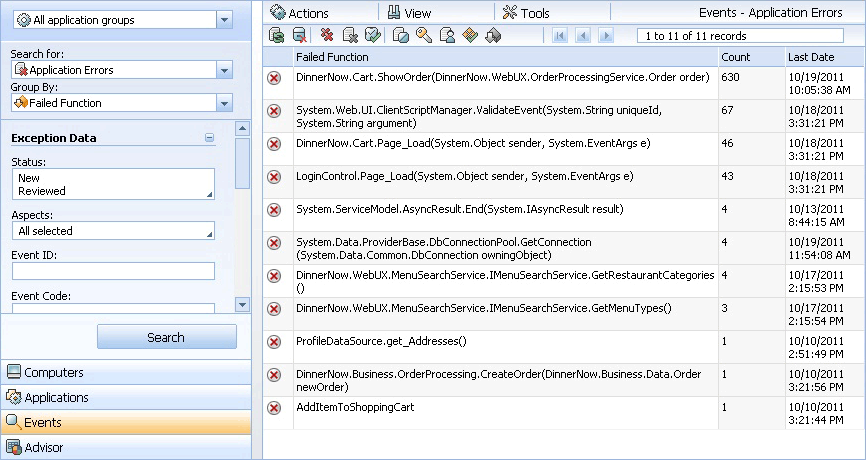 All application groups
Search for:
Application Errors
Group By:
Failed Function
Exception Data
Status:
New
Reviewed
Aspects:
All selected
Event ID:
Event Code:
Search
Computers
Applications
Events
Advisor
Actions View Tools Events - Application Errors
1 to 11 of 11 records
Failed Function Count Last Date
DinnerNow.Cart.ShowOrder(DinnerNow.WebUX.OrderProcessingService.Order order) 630 10/19/2011
10:05:38 AM
System.Web.UI.ClientScriptManager.ValidateEvent(System.String uniqueId, 67 10/18/2011
System.String argument) 3:31:21 PM
DinnerNow.Cart.Page_Load(System.Object sender, System.EventArgs e) 46 10/18/2011
3:31:21 PM
LoginControl.Page_Load(System.Object sender, System.EventArgs e) 43 10/18/2011
3:31:21 PM
System.ServiceModel.AsyncResult.End(System.IAsyncResult result) 4 10/13/2011
8:44:15 AM
System.Data.ProviderBase.DbConnectionPool.GetConnection 4 10/19/2011
(System.Data.Common.DbConnection owningObject) 11:54:08 AM
DinnerNow.WebUX.MenuSearchService.IMenuSearchService.GetRestaurantCategories 4 10/17/2011
() 2:15:53 PM
DinnerNow.WebUX.MenuSearchService.IMenuSearchService.GetMenuTypes() 3 10/17/2011
2:15:54 PM
ProfileDataSource.get_Addresses() 1 10/10/2011
2:51:49 PM
DinnerNow.Business.OrderProcessing.CreateOrder(DinnerNow.Business.Data.Order 1 10/10/2011
newOrder) 3:21:56 PM
AddItemToShoppingCart 1 10/10/2011
3:21:44 PM